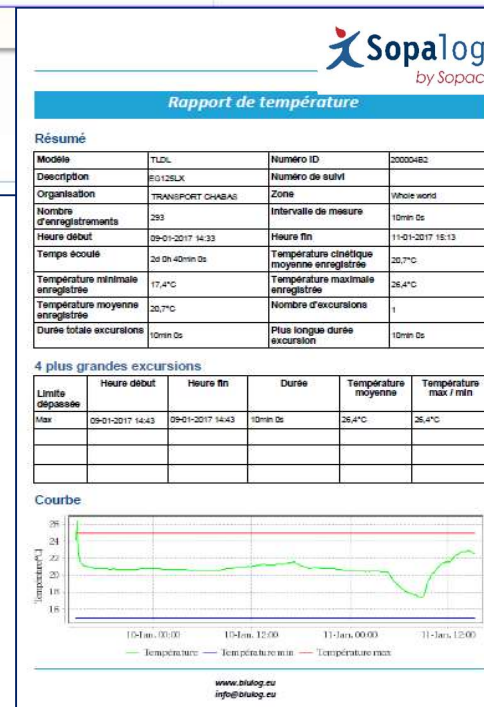 Sopalog
by Sopac
Rapport de température
Résumé
Modèle TLDL Numéro ID 200004B2
Description EG125LX Numéro de suivi
Organisation TRANSPORT CHABAS Zone Whole world
Nombre d'enregistrements 293 Intervalle de mesure 10min 0s
Heure début 09-01-2017 14:33 Heure fin 11-01-2017 15:13
Temps écoulé 2d 0h 40min 0s Température cinétique moyenne enregistrée 20,7°C
Température minimale enregistrée 17,4°C Température maximale enregistrée 26,4°C
Température moyenne enregistrée 20,7°C Nombre d'excursions 1
Durée totale excursions 10min 0s Plus longue durée excursion 10min 0s
4 plus grandes excursions
Limite dépassée Heure début Heure fin Durée Température moyenne Température max / min
Max 09-01-2017 14:43 09-01-2017 14:43 10min 0s 26,4°C 26,4°C
Courbe
26
24
22
20
18
16
Température(°C)
10-Jan. 00:00 10-Jan. 12:00 11-Jan. 00:00 11-Jan. 12:00
Température Température min Température max
www.blulog.eu
info@blulog.eu